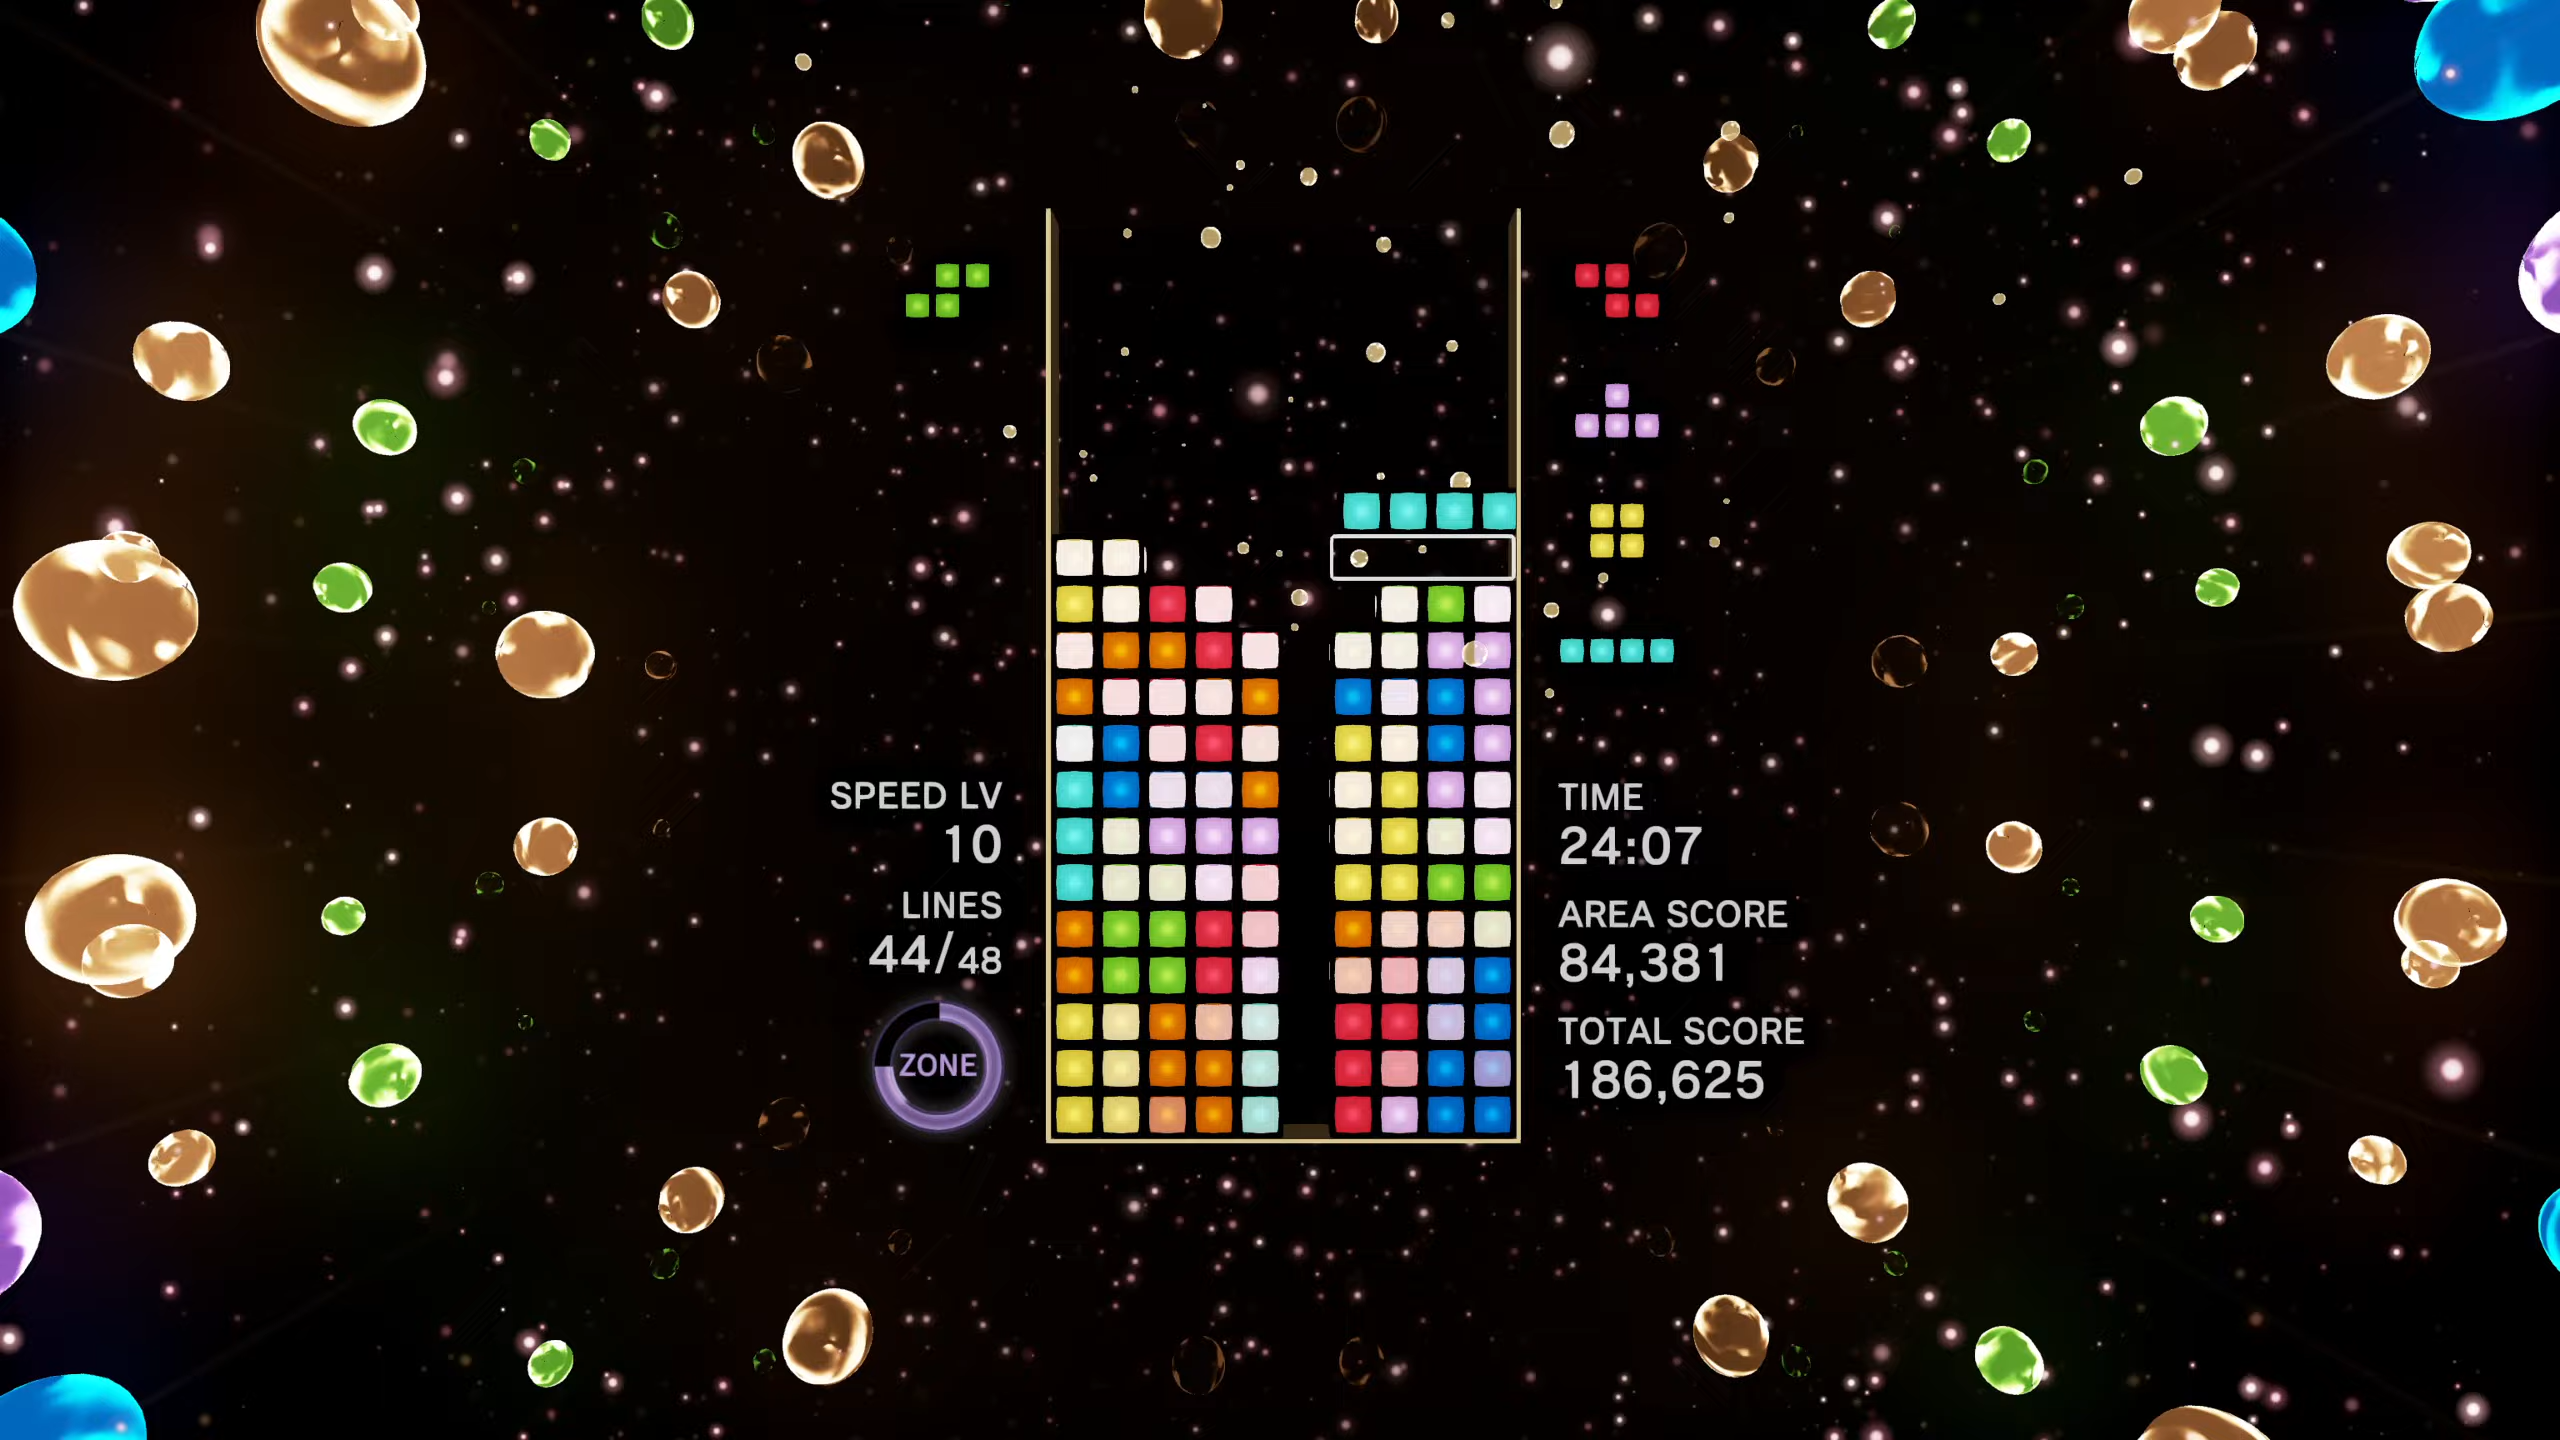 SPEED LV
10
LINES
44/48
ZONE
TIME
24:07
AREA SCORE
84,381
TOTAL SCORE
186,625